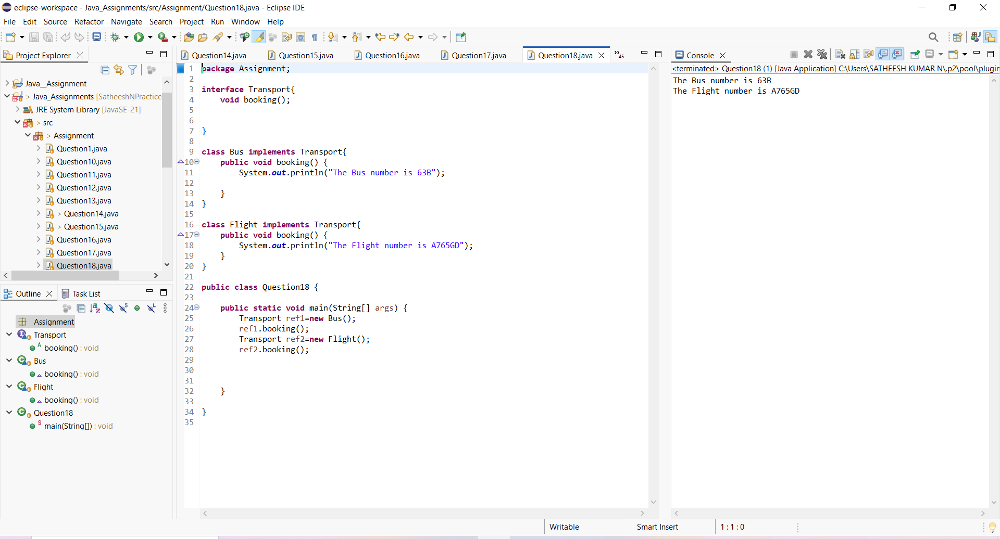 eclipse-workspace - Java_Assignments/src/Assignment/Question18.java - Eclipse IDE
File Edit Source Refactor Navigate Search Project Run Window Help
Project Explorer
Java__Assignment
> Java_Assignments [SatheeshNPractice
JRE System Library [JavaSE-21]
> src
> Assignment
Question1.java
Question10.java
Question11.java
Question12.java
Question13.java
> Question14.java
> Question15.java
Question16.java
Question17.java
Question18.java
Outline Task List
Assignment
Transport
booking() : void
Bus
booking() : void
Flight
booking() : void
Question18
main(String[]) : void
Question14.java Question15.java Question16.java Question17.java Question18.java »45
1 package Assignment;
2
3 interface Transport{
4 void booking();
5
6
7 }
8
9 class Bus implements Transport{
10 public void booking() {
11 System.out.println("The Bus number is 63B");
12
13 }
14 }
15
16 class Flight implements Transport{
17 public void booking() {
18 System.out.println("The Flight number is A765GD");
19 }
20 }
21
22 public class Question18 {
23
24 public static void main(String[] args) {
25 Transport ref1=new Bus();
26 ref1.booking();
27 Transport ref2=new Flight();
28 ref2.booking();
29
30
31
32 }
33
34 }
35
Console
<terminated> Question18 (1) [Java Application] C:\Users\SATHEESH KUMAR N\.p2\pool\plugin
The Bus number is 63B
The Flight number is A765GD
Writable Smart Insert 1 : 1 : 0